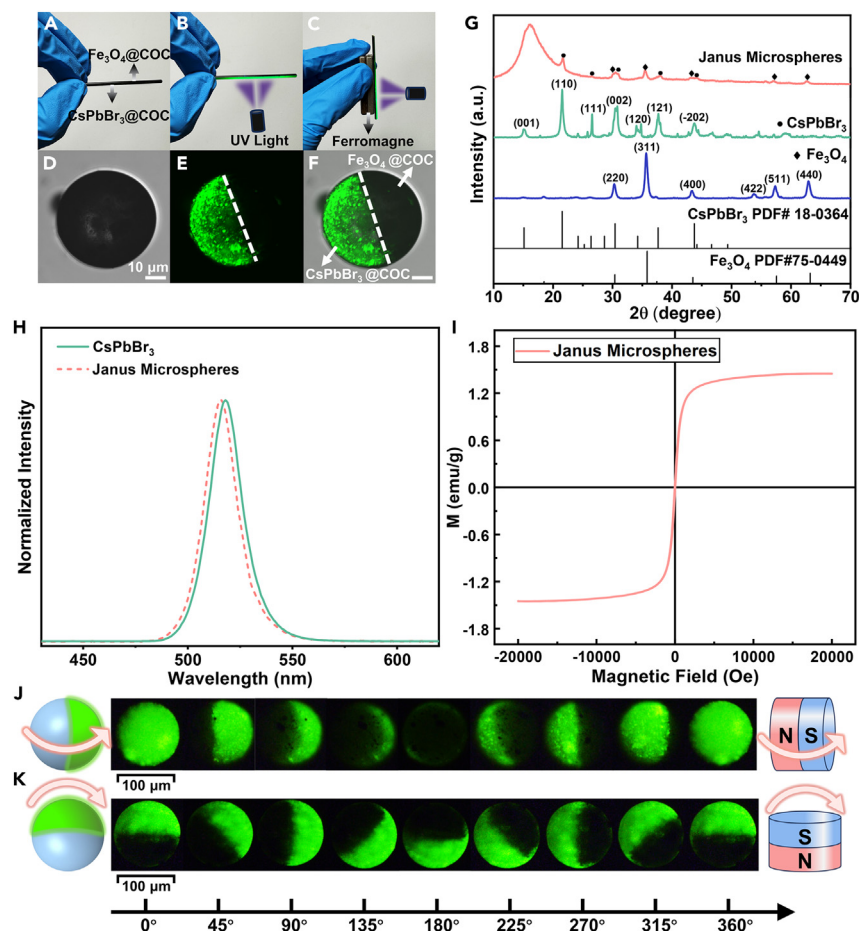 A
B
C
Fe₃O₄@COC
CsPbBr₃@COC
UV Light
Ferromagne
D
E
F
10 μm
Fe₃O₄@COC
CsPbBr₃@COC
G
Intensity (a.u.)
Janus Microspheres
(001)
(110)
(111)
(002)
(120)
(121)
(-202)
● CsPbBr₃
(311)
♦ Fe₃O₄
(220)
(400)
(422)
(511)
(440)
CsPbBr₃ PDF# 18-0364
Fe₃O₄ PDF#75-0449
10 20 30 40 50 60 70
2θ (degree)
H
CsPbBr₃
Janus Microspheres
Normalized Intensity
450 500 550 600
Wavelength (nm)
I
Janus Microspheres
M (emu/g)
1.8
1.2
0.6
0.0
-0.6
-1.2
-1.8
-20000 -10000 0 10000 20000
Magnetic Field (Oe)
J
100 μm
N S
K
100 μm
S
N
0° 45° 90° 135° 180° 225° 270° 315° 360°